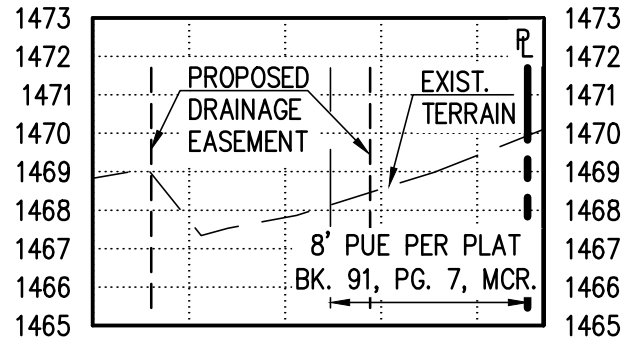 1473 1473
1472 1472
1471 1471
1470 1470
1469 1469
1468 1468
1467 1467
1466 1466
1465 1465
PL
PROPOSED
DRAINAGE
EASEMENT
EXIST.
TERRAIN
8' PUE PER PLAT
BK. 91, PG. 7, MCR.